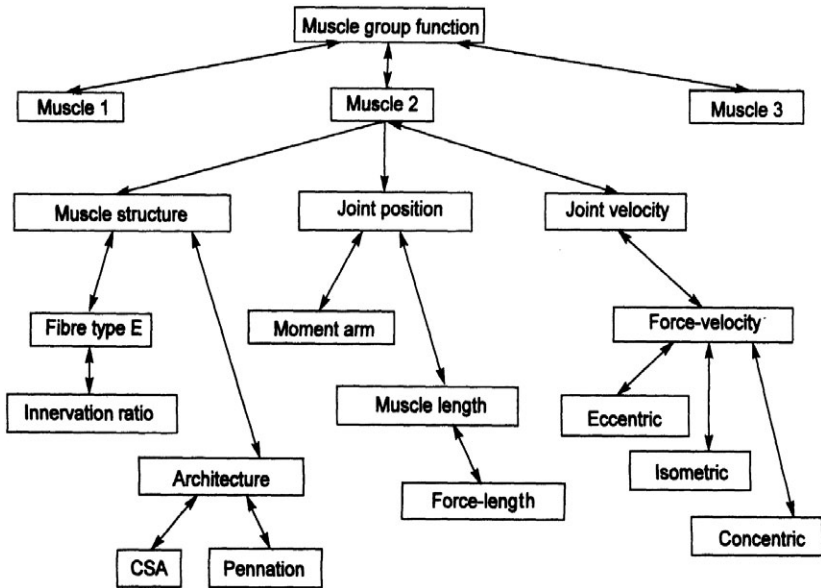 Muscle group function
Muscle 1
Muscle 2
Muscle 3
Muscle structure
Joint position
Joint velocity
Fibre type E
Moment arm
Force-velocity
Innervation ratio
Muscle length
Eccentric
Architecture
Force-length
Isometric
CSA
Pennation
Concentric